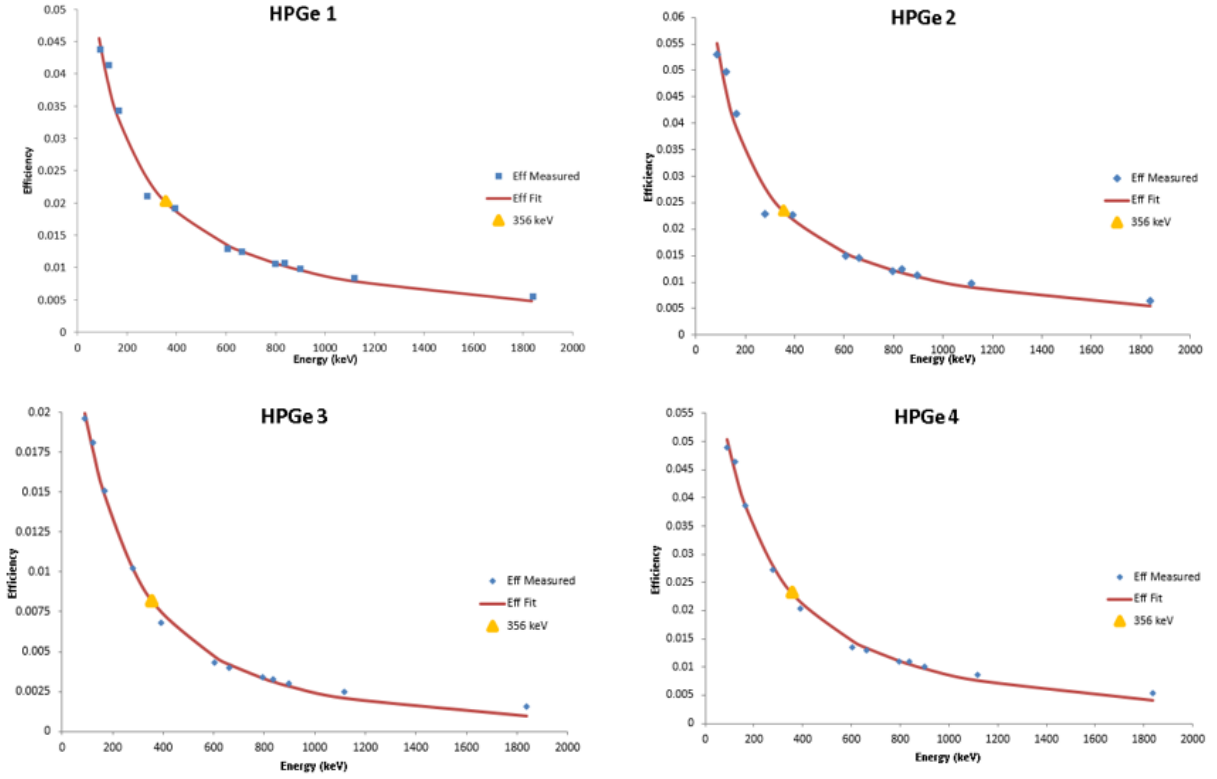 HPGe 1
0.05
0.045
0.04
0.035
0.03
0.025
0.02
0.015
0.01
0.005
0
Efficiency
0 200 400 600 800 1000 1200 1400 1600 1800 2000
Energy (keV)
Eff Measured
Eff Fit
356 keV
HPGe 2
0.06
0.055
0.05
0.045
0.04
0.035
0.03
0.025
0.02
0.015
0.01
0.005
0
Efficiency
0 200 400 600 800 1000 1200 1400 1600 1800 2000
Energy (keV)
Eff Measured
Eff Fit
356 keV
HPGe 3
0.02
0.0175
0.015
0.0125
0.01
0.0075
0.005
0.0025
0
Efficiency
0 200 400 600 800 1000 1200 1400 1600 1800 2000
Energy (keV)
Eff Measured
Eff Fit
356 keV
HPGe 4
0.055
0.05
0.045
0.04
0.035
0.03
0.025
0.02
0.015
0.01
0.005
0
Efficiency
0 200 400 600 800 1000 1200 1400 1600 1800 2000
Energy (keV)
Eff Measured
Eff Fit
356 keV